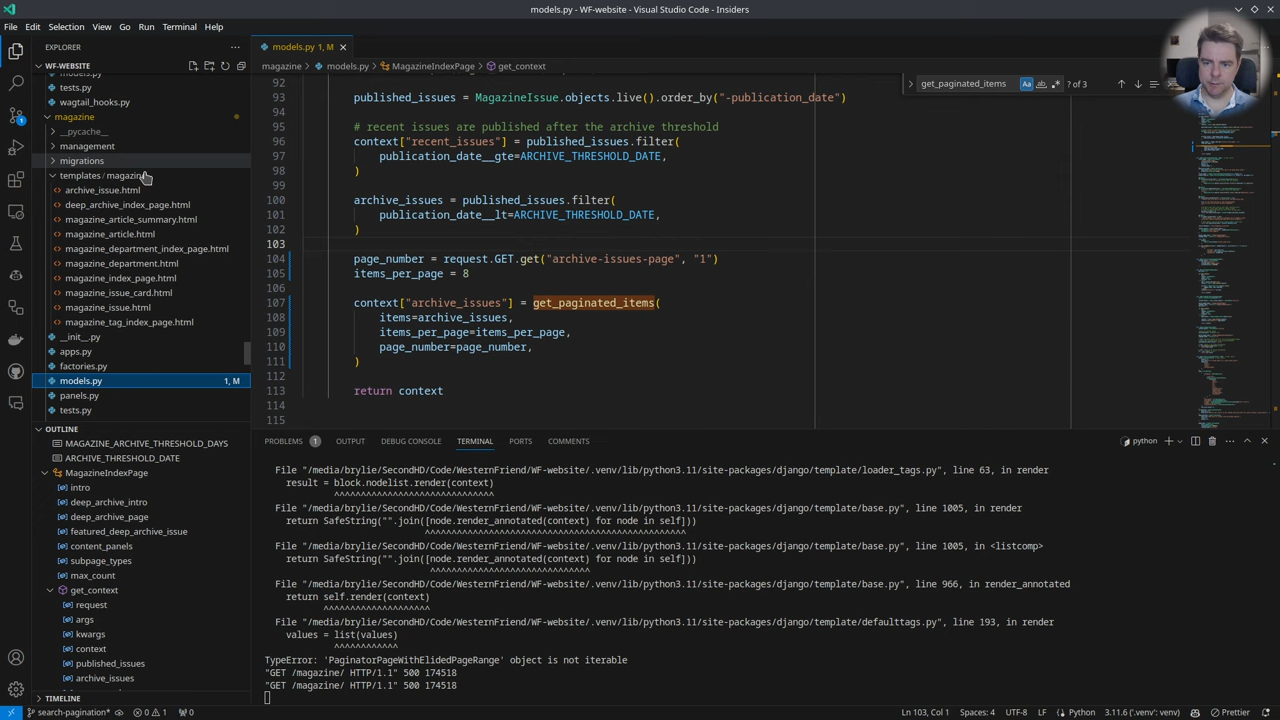 models.py - WF-website - Visual Studio Code - Insiders
File Edit Selection View Go Run Terminal Help
EXPLORER
WF-WEBSITE
models.py
tests.py
wagtail_hooks.py
magazine
__pycache__
management
migrations
templates / magazine
archive_issue.html
deep_archive_index_page.html
magazine_article_summary.html
magazine_article.html
magazine_department_index_page.html
magazine_department.html
magazine_index_page.html
magazine_issue_card.html
magazine_issue.html
magazine_tag_index_page.html
__init__.py
apps.py
factories.py
models.py 1, M
panels.py
tests.py
OUTLINE
MAGAZINE_ARCHIVE_THRESHOLD_DAYS
ARCHIVE_THRESHOLD_DATE
MagazineIndexPage
intro
deep_archive_intro
deep_archive_page
featured_deep_archive_issue
content_panels
subpage_types
max_count
get_context
request
args
kwargs
context
published_issues
archive_issues
TIMELINE
models.py 1, M
magazine > models.py > MagazineIndexPage > get_context
get_paginated_items Aa ab .* ? of 3
92
93 published_issues = MagazineIssue.objects.live().order_by("-publication_date")
94
95 # recent issues are published after the archive threshold
96 context["recent_issues"] = published_issues.filter(
97 publication_date__gte=ARCHIVE_THRESHOLD_DATE,
98 )
99
100 archive_issues = published_issues.filter(
101 publication_date__lt=ARCHIVE_THRESHOLD_DATE,
102 )
103
104 page_number = request.GET.get("archive-issues-page", "1")
105 items_per_page = 8
106
107 context["archive_issues"] = get_paginated_items(
108 items=archive_issues,
109 items_per_page=items_per_page,
110 page_number=page_number,
111 )
112
113 return context
114
115
PROBLEMS 1 OUTPUT DEBUG CONSOLE TERMINAL PORTS COMMENTS python
File "/media/brylie/SecondHD/Code/WesternFriend/WF-website/.venv/lib/python3.11/site-packages/django/template/loader_tags.py", line 63, in render
result = block.nodelist.render(context)
^^^^^^^^^^^^^^^^^^^^^^^^^^^^^^
File "/media/brylie/SecondHD/Code/WesternFriend/WF-website/.venv/lib/python3.11/site-packages/django/template/base.py", line 1005, in render
return SafeString("".join([node.render_annotated(context) for node in self]))
^^^^^^^^^^^^^^^^^^^^^^^^^^^^^^^^^^^^^^^^^^^^^^^^^
File "/media/brylie/SecondHD/Code/WesternFriend/WF-website/.venv/lib/python3.11/site-packages/django/template/base.py", line 1005, in <listcomp>
return SafeString("".join([node.render_annotated(context) for node in self]))
^^^^^^^^^^^^^^^^^^^^^^^^^^^^^^
File "/media/brylie/SecondHD/Code/WesternFriend/WF-website/.venv/lib/python3.11/site-packages/django/template/base.py", line 966, in render_annotated
return self.render(context)
^^^^^^^^^^^^^^^^^^^^
File "/media/brylie/SecondHD/Code/WesternFriend/WF-website/.venv/lib/python3.11/site-packages/django/template/defaulttags.py", line 193, in render
values = list(values)
^^^^^^^^^^^^
TypeError: 'PaginatorPageWithElidedPageRange' object is not iterable
"GET /magazine/ HTTP/1.1" 500 174518
"GET /magazine/ HTTP/1.1" 500 174518
search-pagination* 0 1 0 Ln 103, Col 1 Spaces: 4 UTF-8 LF Python 3.11.6 ('.venv': venv) Prettier